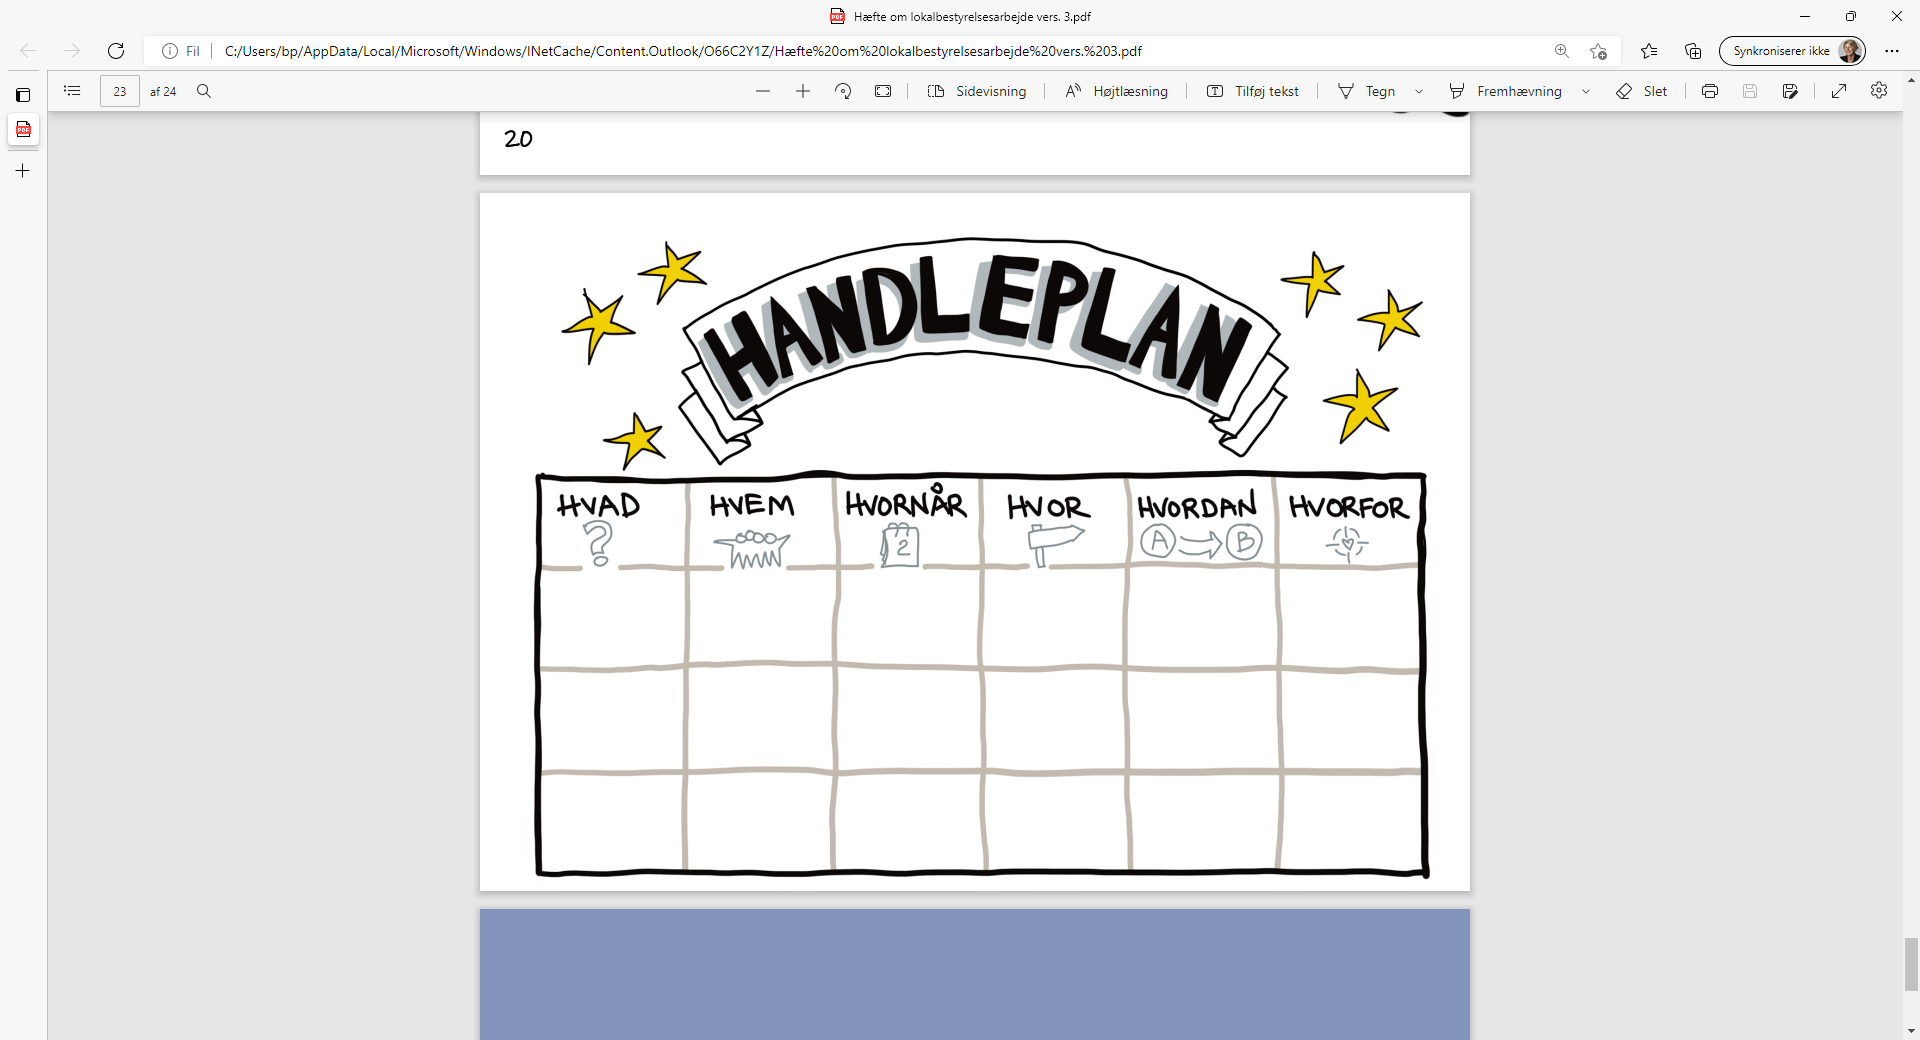 Hæfte om lokalbestyrelsesarbejde vers. 3.pdf
Fil
C:/Users/bp/AppData/Local/Microsoft/Windows/INetCache/Content.Outlook/O66C2Y1Z/Hæfte%20om%20lokalbestyrelsesarbejde%20vers.%203.pdf
Synkroniserer ikke
23 af 24
Sidevisning
Højtlæsning
Tilføj tekst
Tegn
Fremhævning
Slet
20
HANDLEPLAN
HVAD HVEM HVORNÅR HVOR HVORDAN HVORFOR
? 2 A B